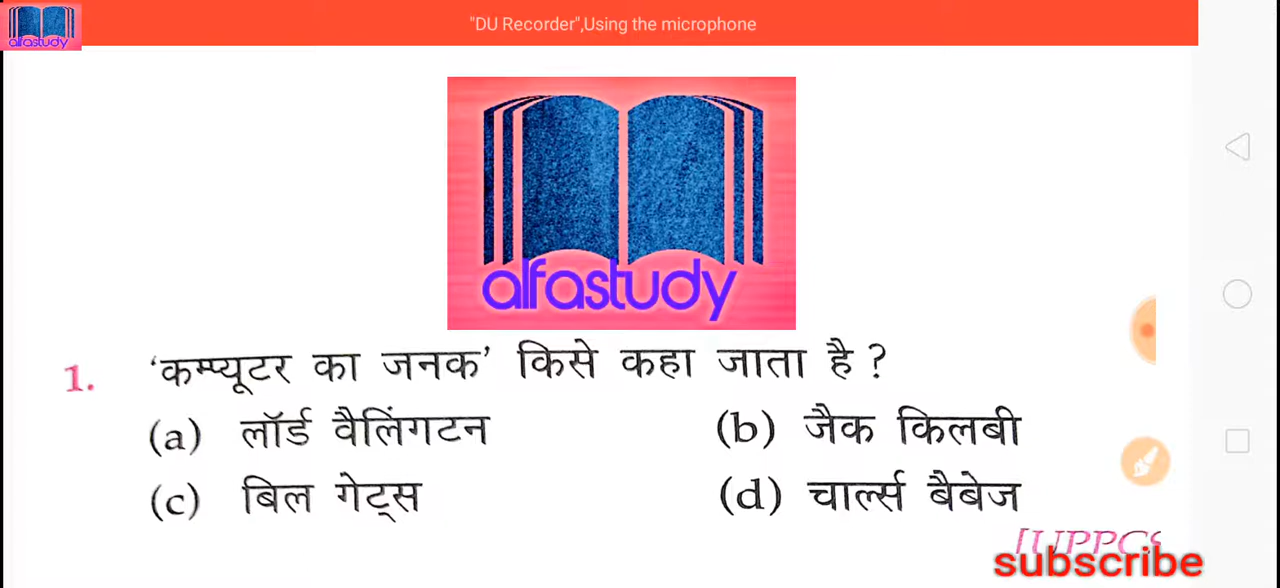 "DU Recorder",Using the microphone
alfastudy
alfastudy
1. 'कम्प्यूटर का जनक' किसे कहा जाता है ?
(a) लॉर्ड वैलिंगटन (b) जैक किलबी
(c) बिल गेट्स (d) चार्ल्स बैबेज
subscribe